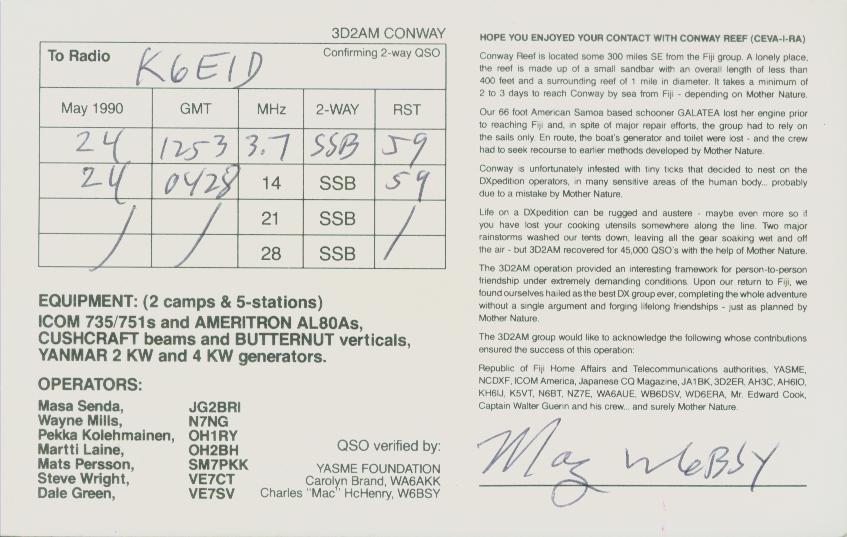 3D2AM CONWAY
To Radio K6EID Confirming 2-way QSO
May 1990 GMT MHz 2-WAY RST
24 1253 3.7 SSB 59
24 0428 14 SSB 59
/ / 21 SSB /
28 SSB
EQUIPMENT: (2 camps & 5-stations)
ICOM 735/751s and AMERITRON AL80As,
CUSHCRAFT beams and BUTTERNUT verticals,
YANMAR 2 KW and 4 KW generators.
OPERATORS:
Masa Senda, JG2BRI
Wayne Mills, N7NG
Pekka Kolehmainen, OH1RY
Martti Laine, OH2BH
Mats Persson, SM7PKK
Steve Wright, VE7CT
Dale Green, VE7SV
QSO verified by:
YASME FOUNDATION
Carolyn Brand, WA6AKK
Charles "Mac" HcHenry, W6BSY
HOPE YOU ENJOYED YOUR CONTACT WITH CONWAY REEF (CEVA-I-RA)
Conway Reef is located some 300 miles SE from the Fiji group. A lonely place,
the reef is made up of a small sandbar with an overall length of less than
400 feet and a surrounding reef of 1 mile in diameter. It takes a minimum of
2 to 3 days to reach Conway by sea from Fiji - depending on Mother Nature.
Our 66 foot American Samoa based schooner GALATEA lost her engine prior
to reaching Fiji and, in spite of major repair efforts, the group had to rely on
the sails only. En route, the boat's generator and toilet were lost - and the crew
had to seek recourse to earlier methods developed by Mother Nature.
Conway is unfortunately infested with tiny ticks that decided to nest on the
DXpedition operators, in many sensitive areas of the human body... probably
due to a mistake by Mother Nature.
Life on a DXpedition can be rugged and austere - maybe even more so if
you have lost your cooking utensils somewhere along the line. Two major
rainstorms washed our tents down, leaving all the gear soaking wet and off
the air - but 3D2AM recovered for 45,000 QSO's with the help of Mother Nature.
The 3D2AM operation provided an interesting framework for person-to-person
friendship under extremely demanding conditions. Upon our return to Fiji, we
found ourselves hailed as the best DX group ever, completing the whole adventure
without a single argument and forging lifelong friendships - just as planned by
Mother Nature.
The 3D2AM group would like to acknowledge the following whose contributions
ensured the success of this operation:
Republic of Fiji Home Affairs and Telecommunications authorities, YASME,
NCDXF, ICOM America, Japanese CQ Magazine, JA1BK, 3D2ER, AH3C, AH6IO,
KH6IJ, K5VT, N6BT, NZ7E, WA6AUE, WB6DSV, WD6ERA, Mr. Edward Cook,
Captain Walter Guerin and his crew... and surely Mother Nature.
Mac W6BSY